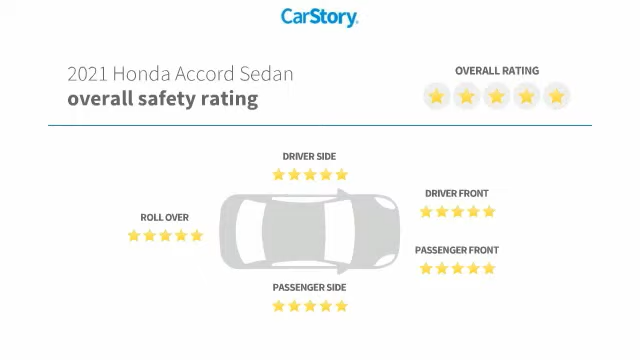 CarStory.
2021 Honda Accord Sedan
overall safety rating
OVERALL RATING
DRIVER SIDE
DRIVER FRONT
ROLL OVER
PASSENGER FRONT
PASSENGER SIDE